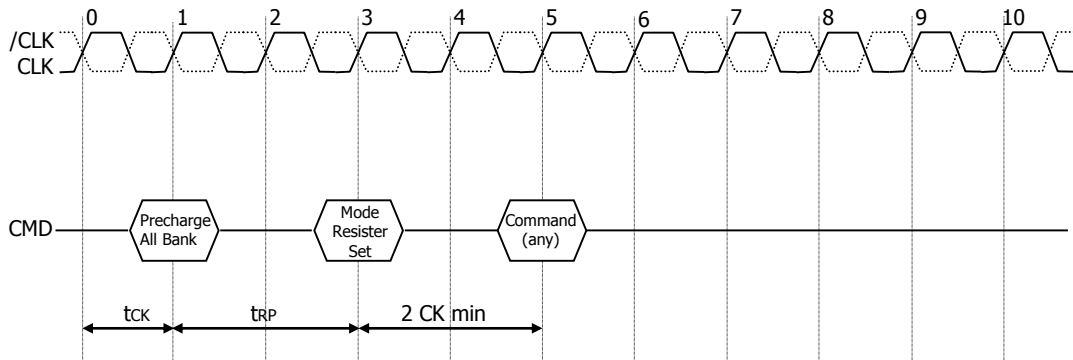 0 1 2 3 4 5 6 7 8 9 10
/CLK
CLK
CMD
Precharge
All Bank
Mode
Resister
Set
Command
(any)
tCK
tRP
2 CK min